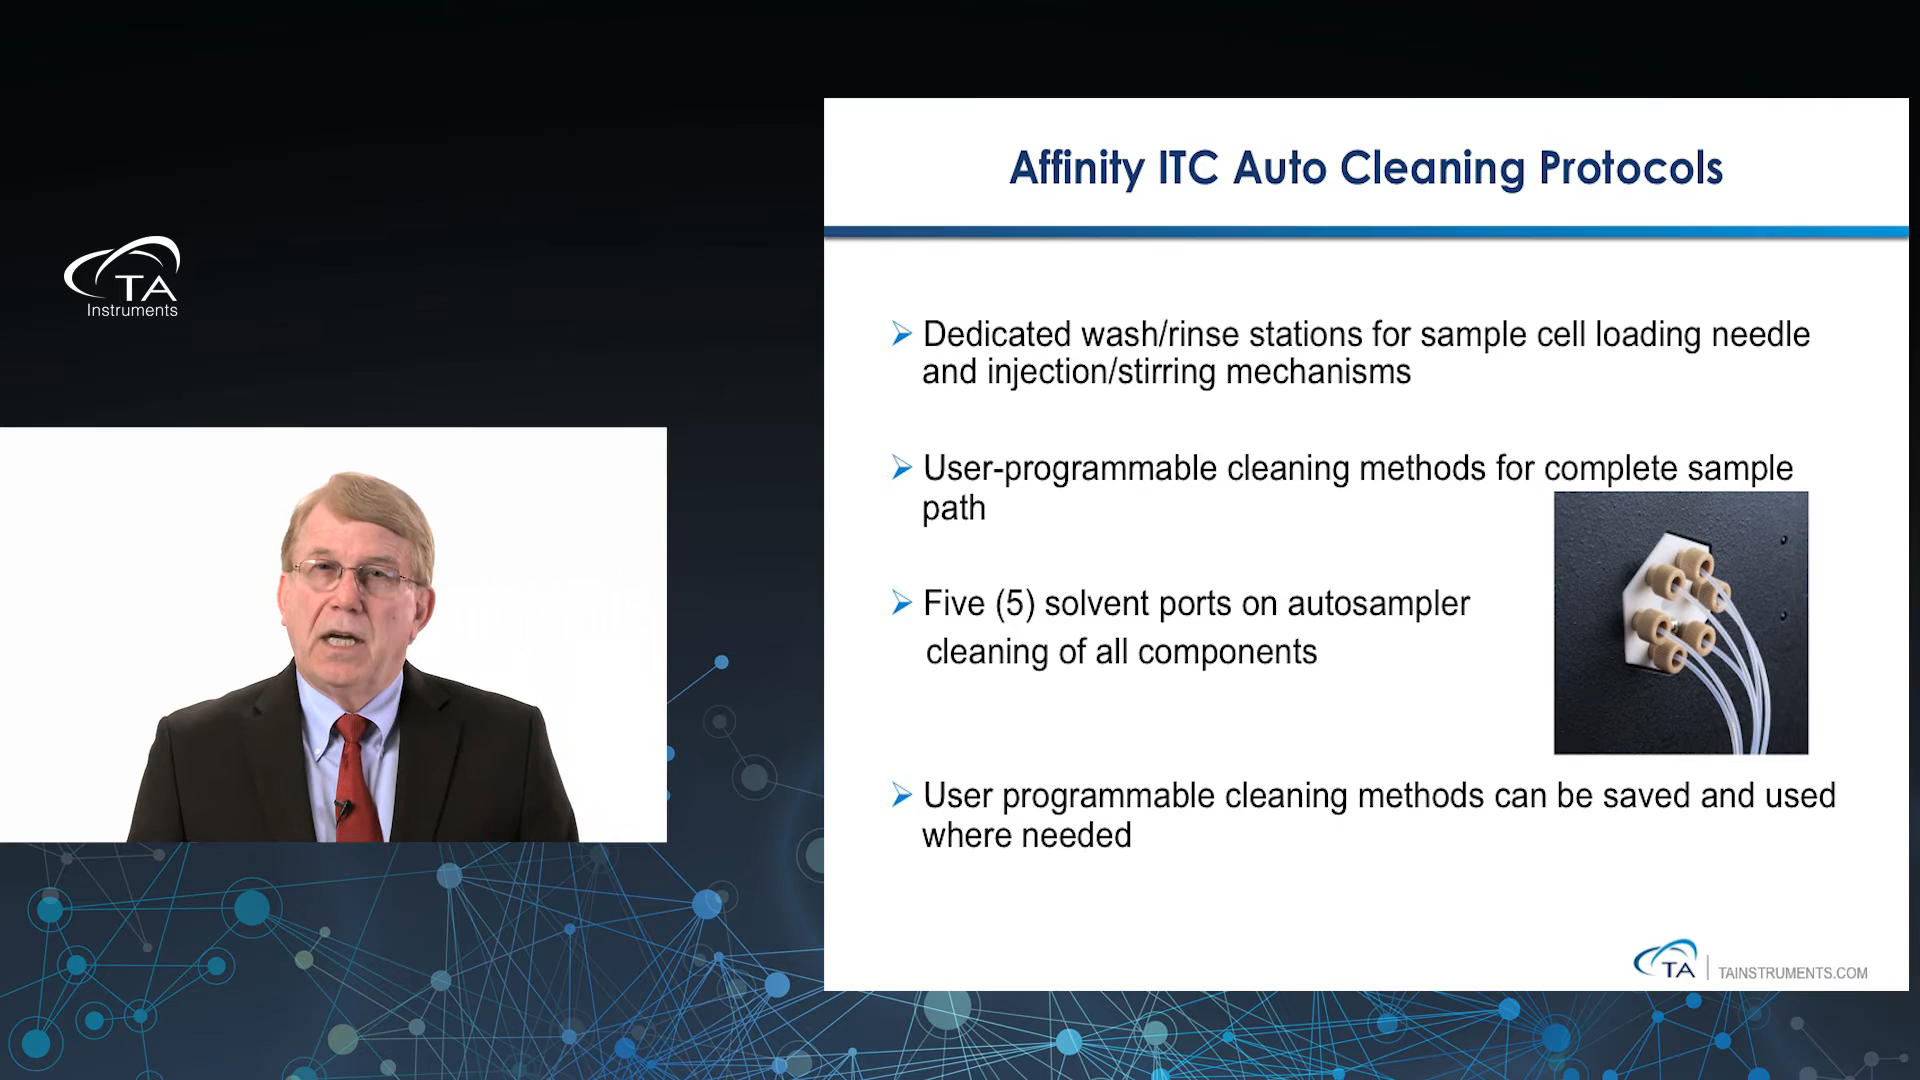 TA
Instruments
Affinity ITC Auto Cleaning Protocols
Dedicated wash/rinse stations for sample cell loading needle
and injection/stirring mechanisms
User-programmable cleaning methods for complete sample
path
Five (5) solvent ports on autosampler
cleaning of all components
User programmable cleaning methods can be saved and used
where needed
TA | TAINSTRUMENTS.COM